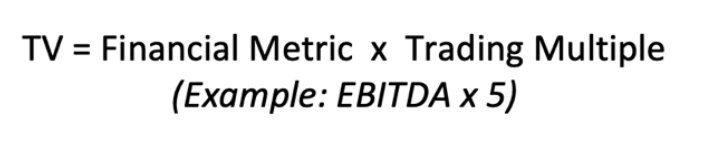 TV = Financial Metric x Trading Multiple
(Example: EBITDA x 5)